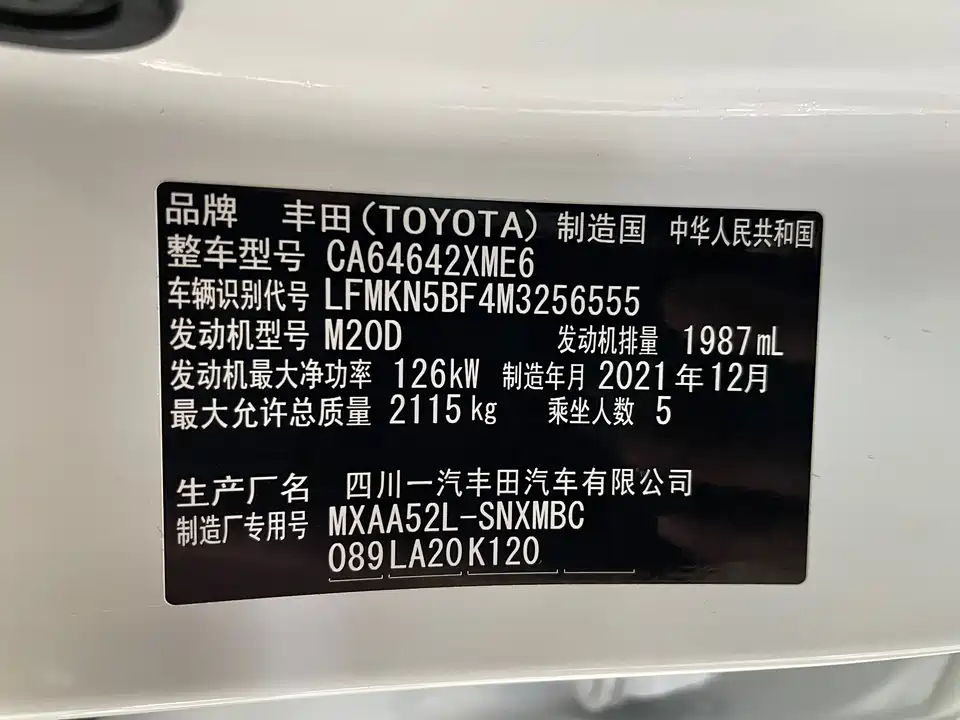 品牌 丰田(TOYOTA) 制造国 中华人民共和国
整车型号 CA64642XME6
车辆识别代号 LFMKN5BF4M3256555
发动机型号 M20D 发动机排量 1987mL
发动机最大净功率 126kW 制造年月 2021年12月
最大允许总质量 2115kg 乘坐人数 5
生产厂名 四川一汽丰田汽车有限公司
制造厂专用号 MXAA52L-SNXMBC
089 LA20 K120